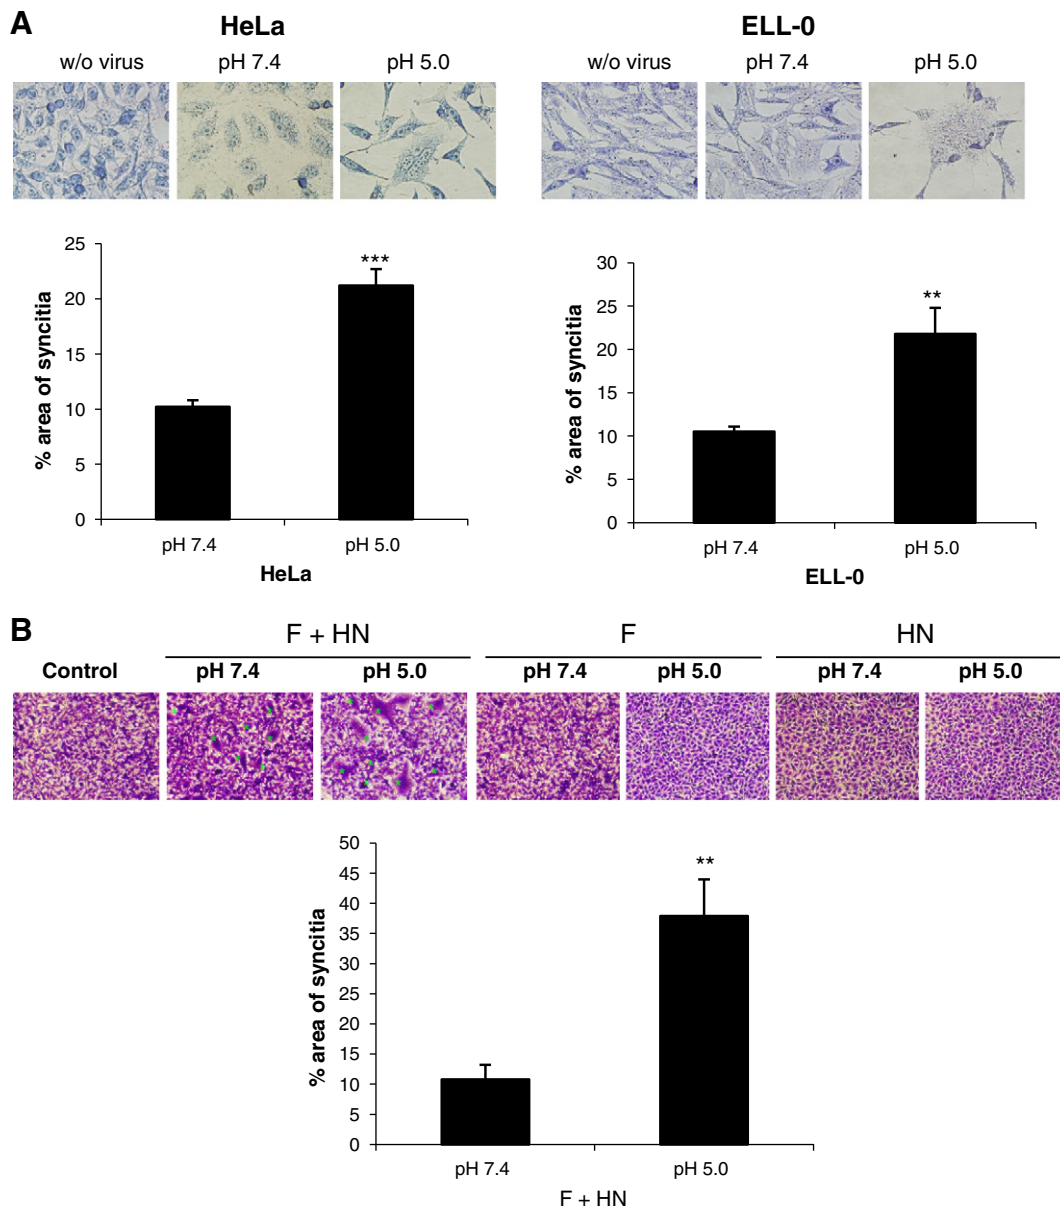 A
HeLa
ELL-0
w/o virus pH 7.4 pH 5.0
w/o virus pH 7.4 pH 5.0
% area of syncitia
25
20
15
10
5
0
***
pH 7.4 pH 5.0
HeLa
% area of syncitia
30
25
20
15
10
5
0
**
pH 7.4 pH 5.0
ELL-0
B
F + HN F HN
Control pH 7.4 pH 5.0 pH 7.4 pH 5.0 pH 7.4 pH 5.0
% area of syncitia
50
45
40
35
30
25
20
15
10
5
0
**
pH 7.4 pH 5.0
F + HN